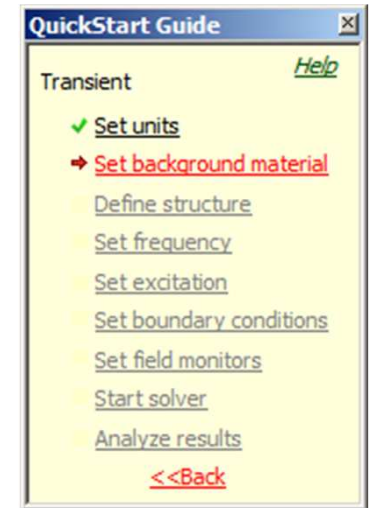 QuickStart Guide
Help
Transient
Set units
Set background material
Define structure
Set frequency
Set excitation
Set boundary conditions
Set field monitors
Start solver
Analyze results
<<Back